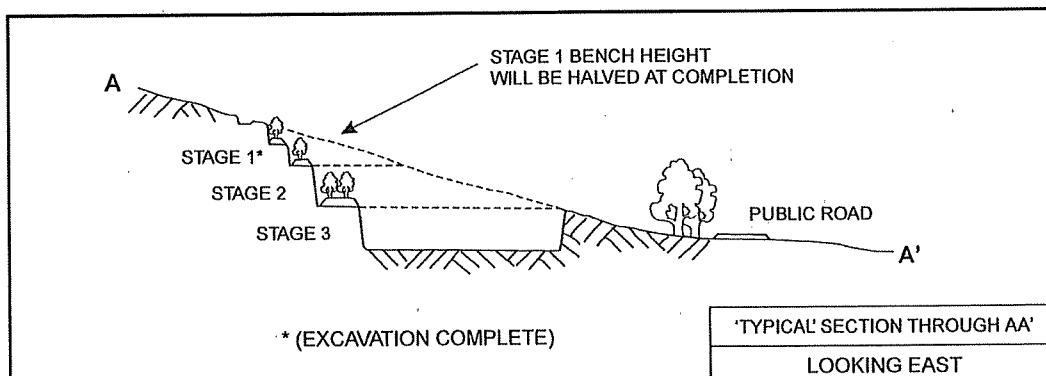 STAGE 1 BENCH HEIGHT
WILL BE HALVED AT COMPLETION
A
STAGE 1*
STAGE 2
STAGE 3
PUBLIC ROAD
A'
* (EXCAVATION COMPLETE)
'TYPICAL' SECTION THROUGH AA'
LOOKING EAST